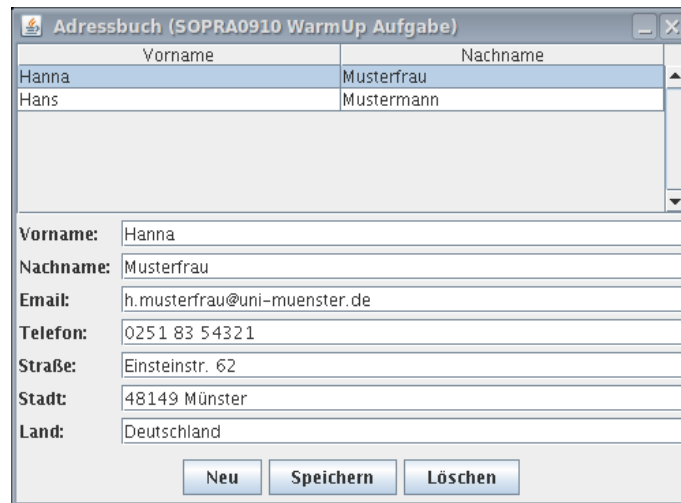 Adressbuch (SOPRA0910 WarmUp Aufgabe)
Vorname Nachname
Hanna Musterfrau
Hans Mustermann
Vorname: Hanna
Nachname: Musterfrau
Email: h.musterfrau@uni-muenster.de
Telefon: 0251 83 54321
Straße: Einsteinstr. 62
Stadt: 48149 Münster
Land: Deutschland
Neu Speichern Löschen